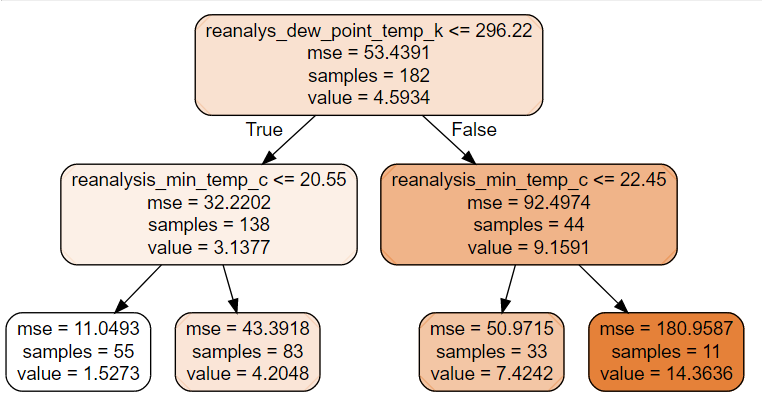 reanalys_dew_point_temp_k <= 296.22
mse = 53.4391
samples = 182
value = 4.5934
True
False
reanalysis_min_temp_c <= 20.55
mse = 32.2202
samples = 138
value = 3.1377
reanalysis_min_temp_c <= 22.45
mse = 92.4974
samples = 44
value = 9.1591
mse = 11.0493
samples = 55
value = 1.5273
mse = 43.3918
samples = 83
value = 4.2048
mse = 50.9715
samples = 33
value = 7.4242
mse = 180.9587
samples = 11
value = 14.3636